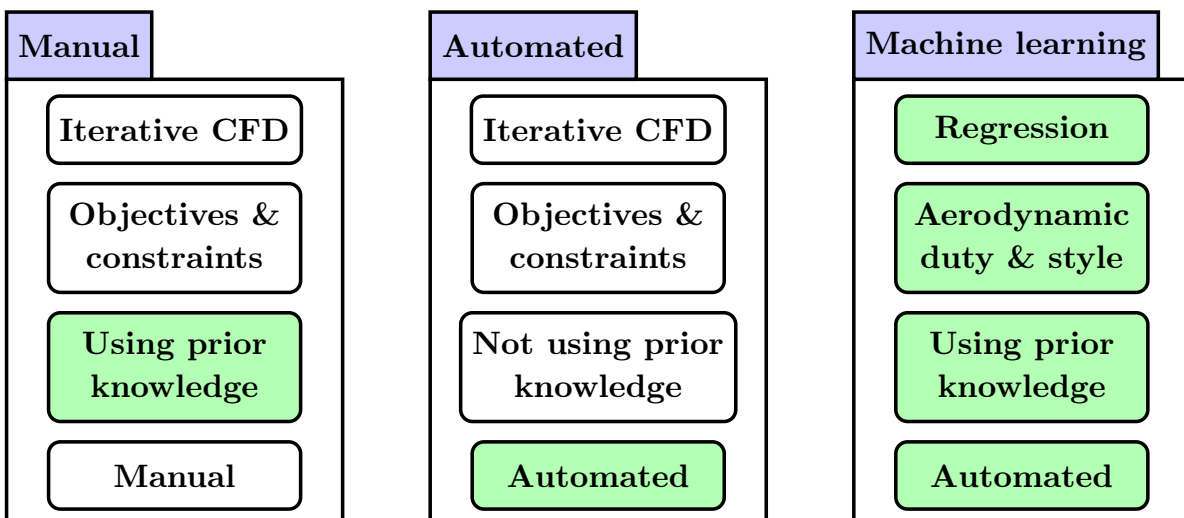 Manual
Iterative CFD
Objectives &
constraints
Using prior
knowledge
Manual
Automated
Iterative CFD
Objectives &
constraints
Not using prior
knowledge
Automated
Machine learning
Regression
Aerodynamic
duty & style
Using prior
knowledge
Automated